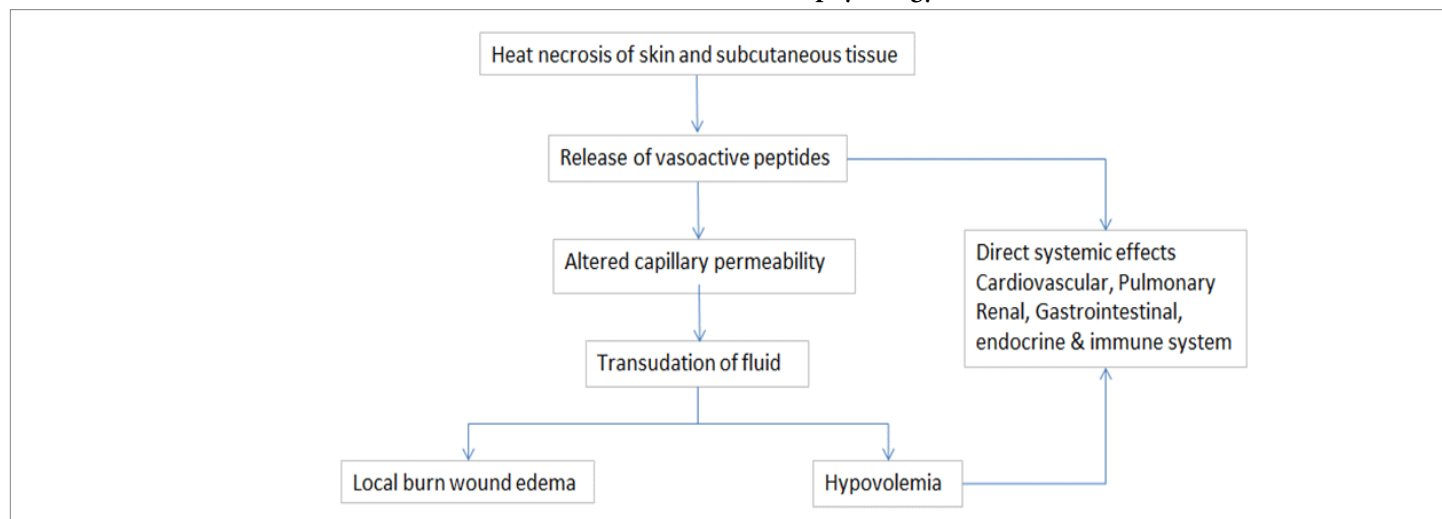 Heat necrosis of skin and subcutaneous tissue
Release of vasoactive peptides
Altered capillary permeability
Direct systemic effects
Cardiovascular, Pulmonary
Renal, Gastrointestinal,
endocrine & immune system
Transudation of fluid
Local burn wound edema
Hypovolemia